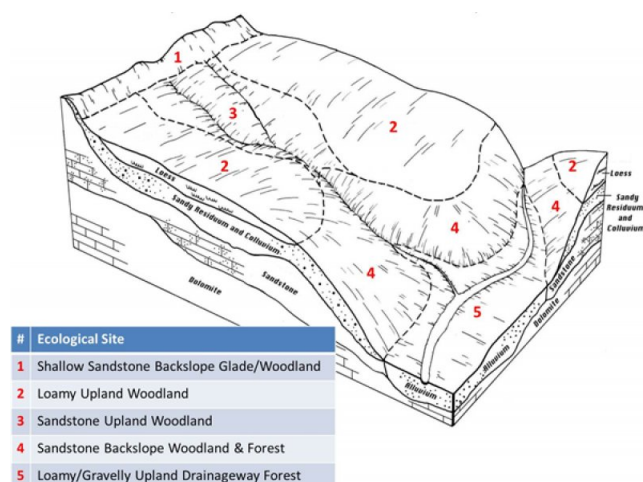 1
3
2
2
2
4
4
4
5
Loess
Sandy Residuum and Colluvium
Sandstone
Dolomite
Loess
Sandy
Residuum
and
Colluvium
Sandstone
Dolomite
Alluvium
Alluvium
# Ecological Site
1 Shallow Sandstone Backslope Glade/Woodland
2 Loamy Upland Woodland
3 Sandstone Upland Woodland
4 Sandstone Backslope Woodland & Forest
5 Loamy/Gravelly Upland Drainageway Forest